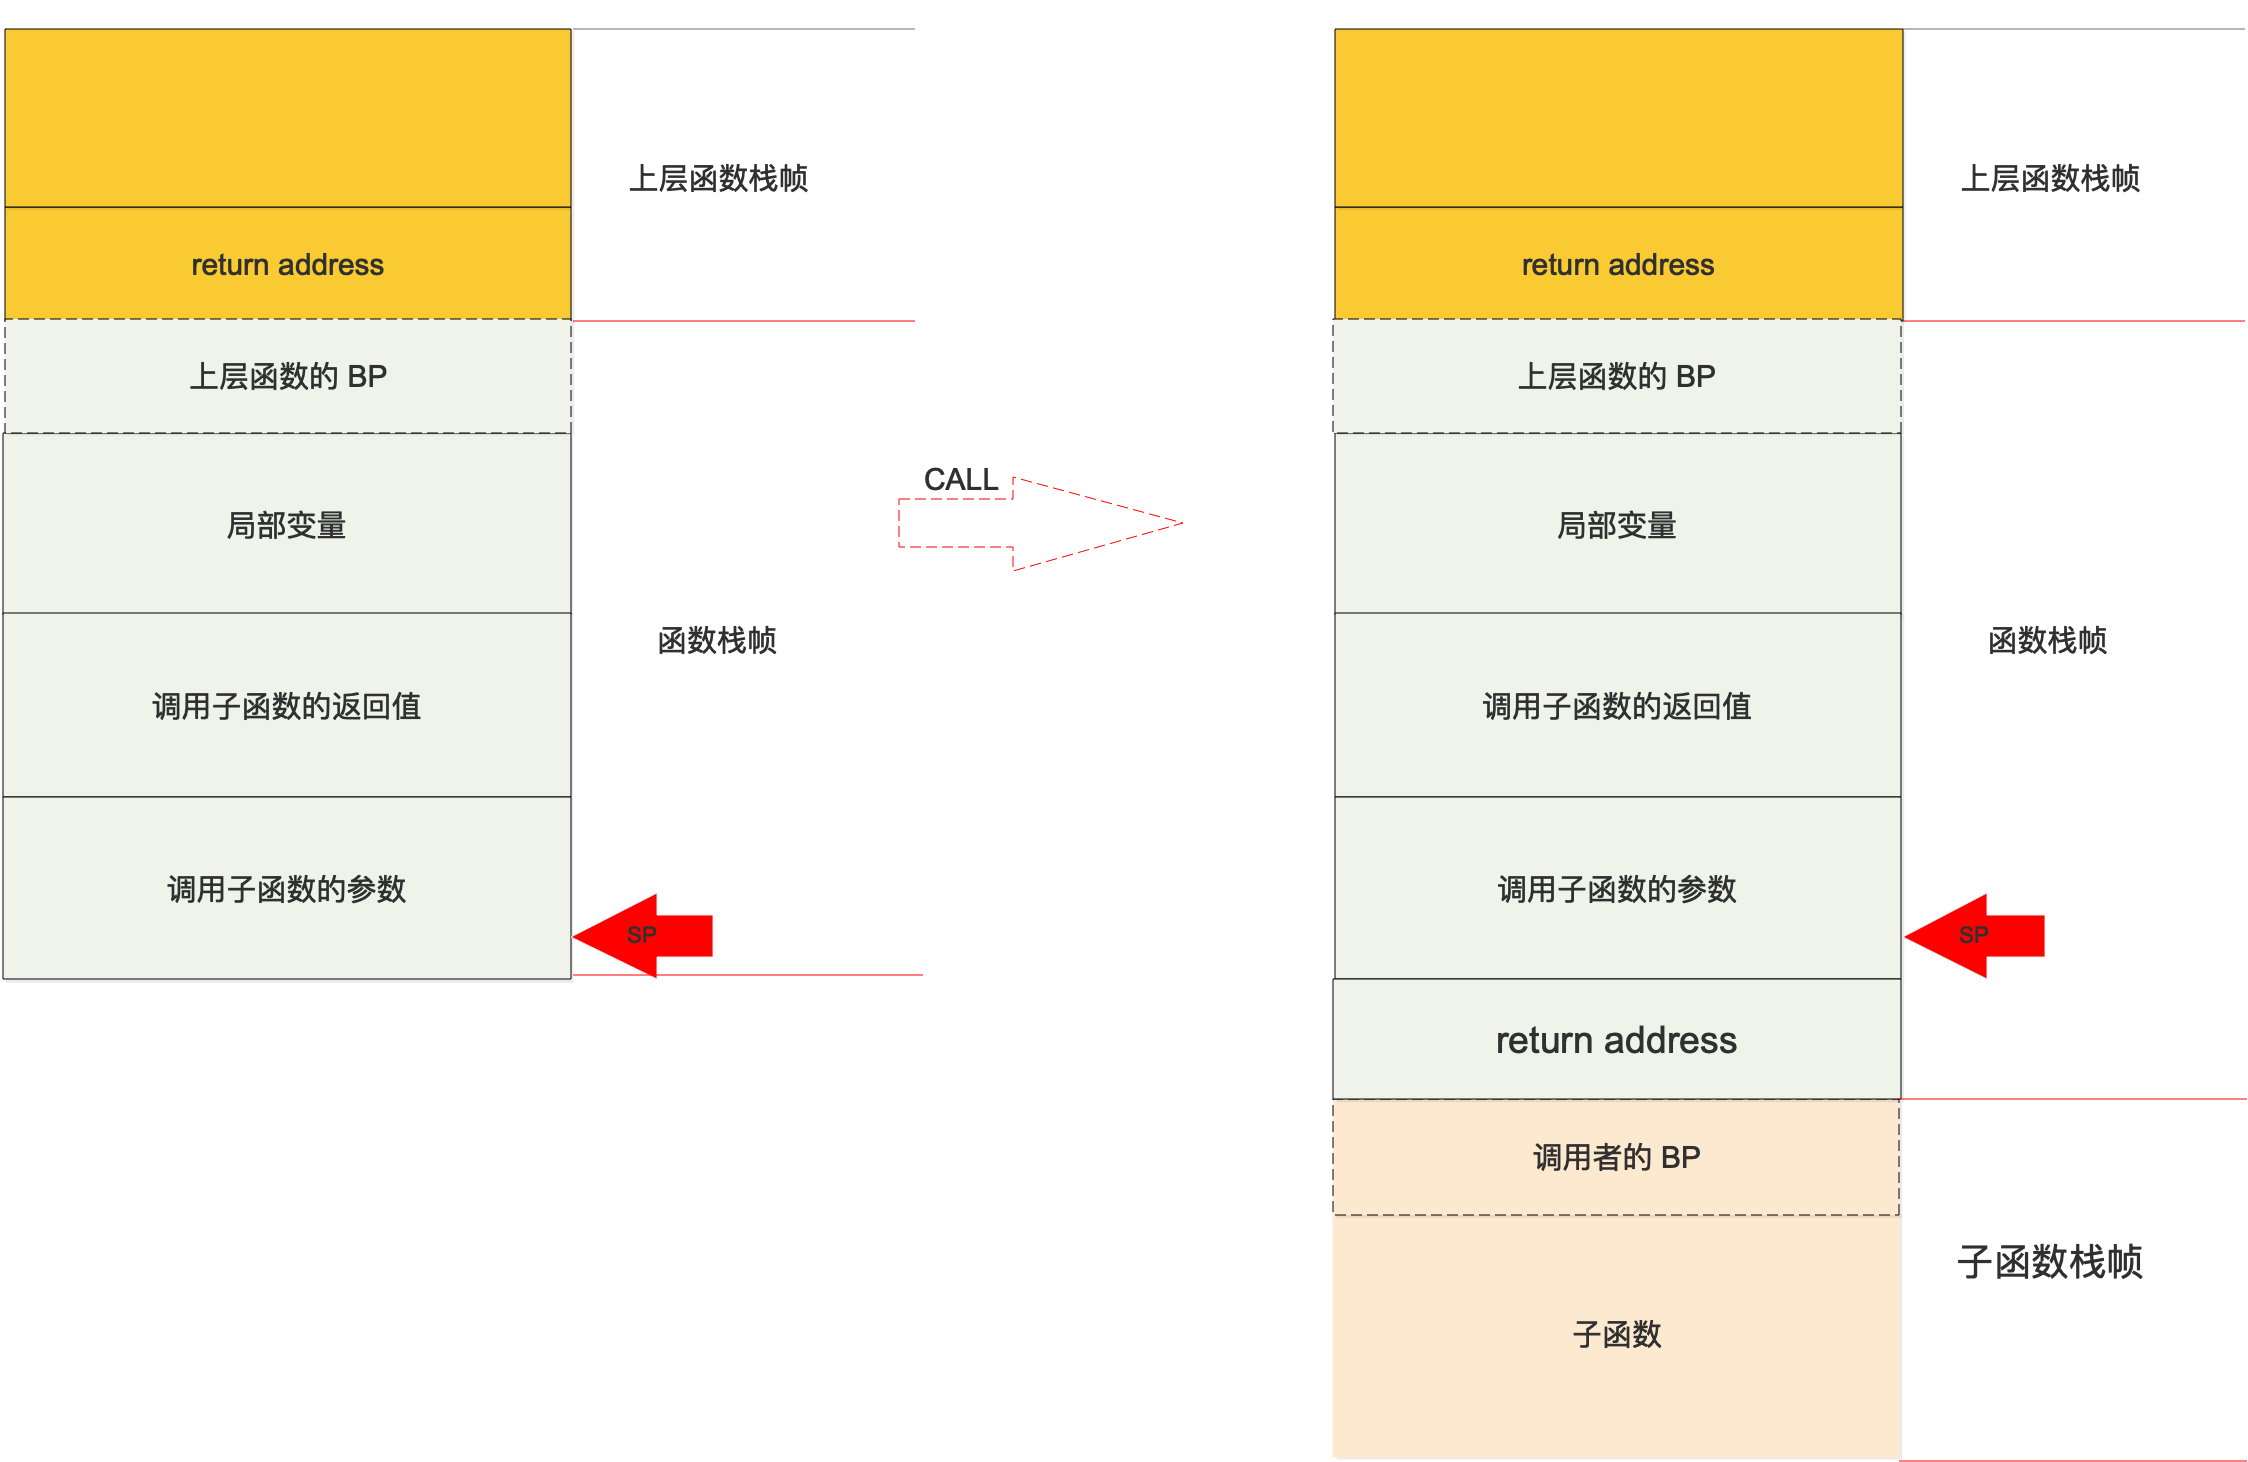 上层函数栈帧
return address
上层函数的 BP
局部变量
函数栈帧
调用子函数的返回值
调用子函数的参数
SP
CALL
上层函数栈帧
return address
上层函数的 BP
局部变量
函数栈帧
调用子函数的返回值
调用子函数的参数
SP
return address
调用者的 BP
子函数栈帧
子函数